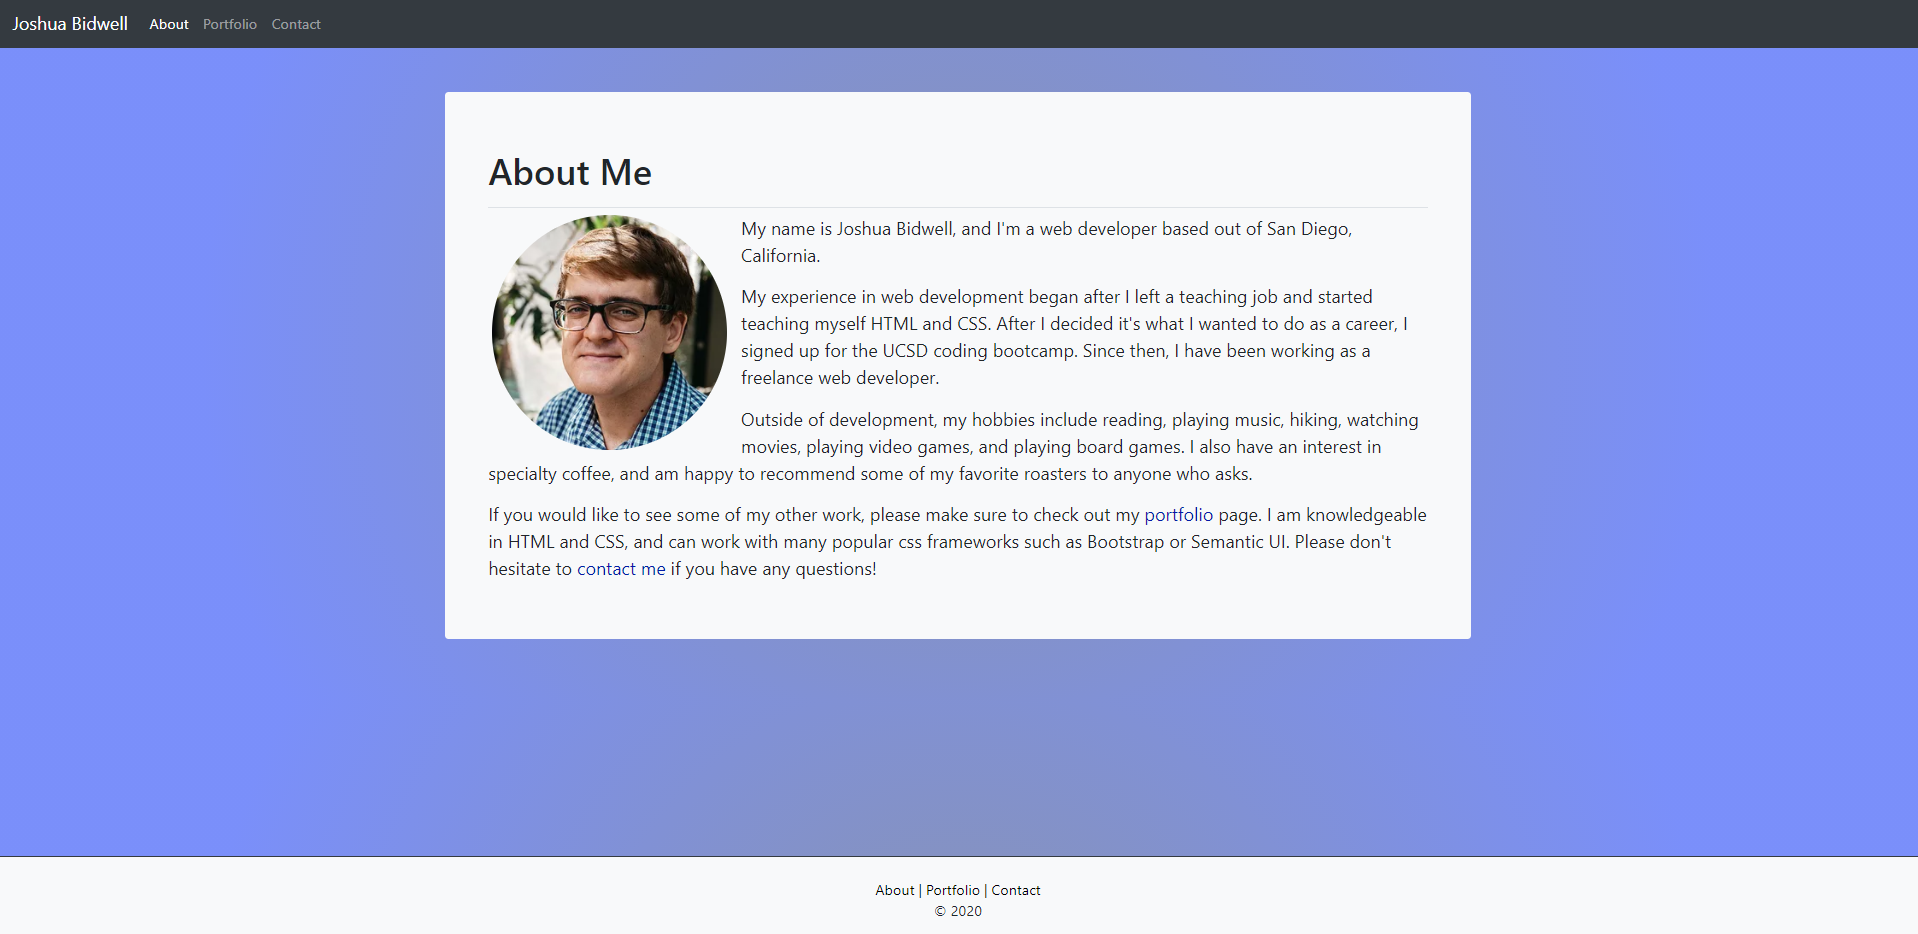 Joshua Bidwell About Portfolio Contact
About Me
My name is Joshua Bidwell, and I'm a web developer based out of San Diego,
California.
My experience in web development began after I left a teaching job and started
teaching myself HTML and CSS. After I decided it's what I wanted to do as a career, I
signed up for the UCSD coding bootcamp. Since then, I have been working as a
freelance web developer.
Outside of development, my hobbies include reading, playing music, hiking, watching
movies, playing video games, and playing board games. I also have an interest in
specialty coffee, and am happy to recommend some of my favorite roasters to anyone who asks.
If you would like to see some of my other work, please make sure to check out my portfolio page. I am knowledgeable
in HTML and CSS, and can work with many popular css frameworks such as Bootstrap or Semantic UI. Please don't
hesitate to contact me if you have any questions!
About | Portfolio | Contact
© 2020